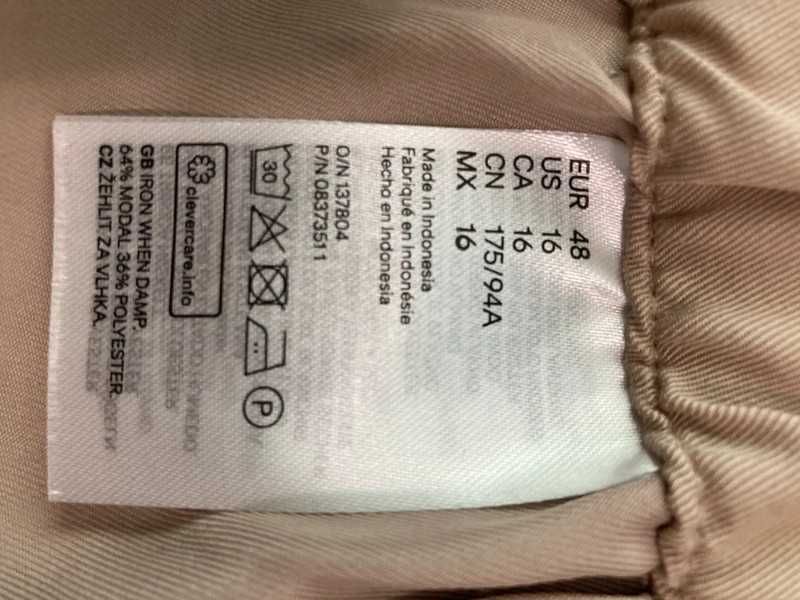 EUR 48
US 16
CA 16
CN 175/94A
MX 16
Made in Indonesia
Fabriqué en Indonésie
Hecho en Indonesia
O/N 137804
P/N 08373511
30
P
clevercare.info
GB IRON WHEN DAMP.
64% MODAL 36% POLYESTER.
CZ ŽEHLIT ZA VLHKA.